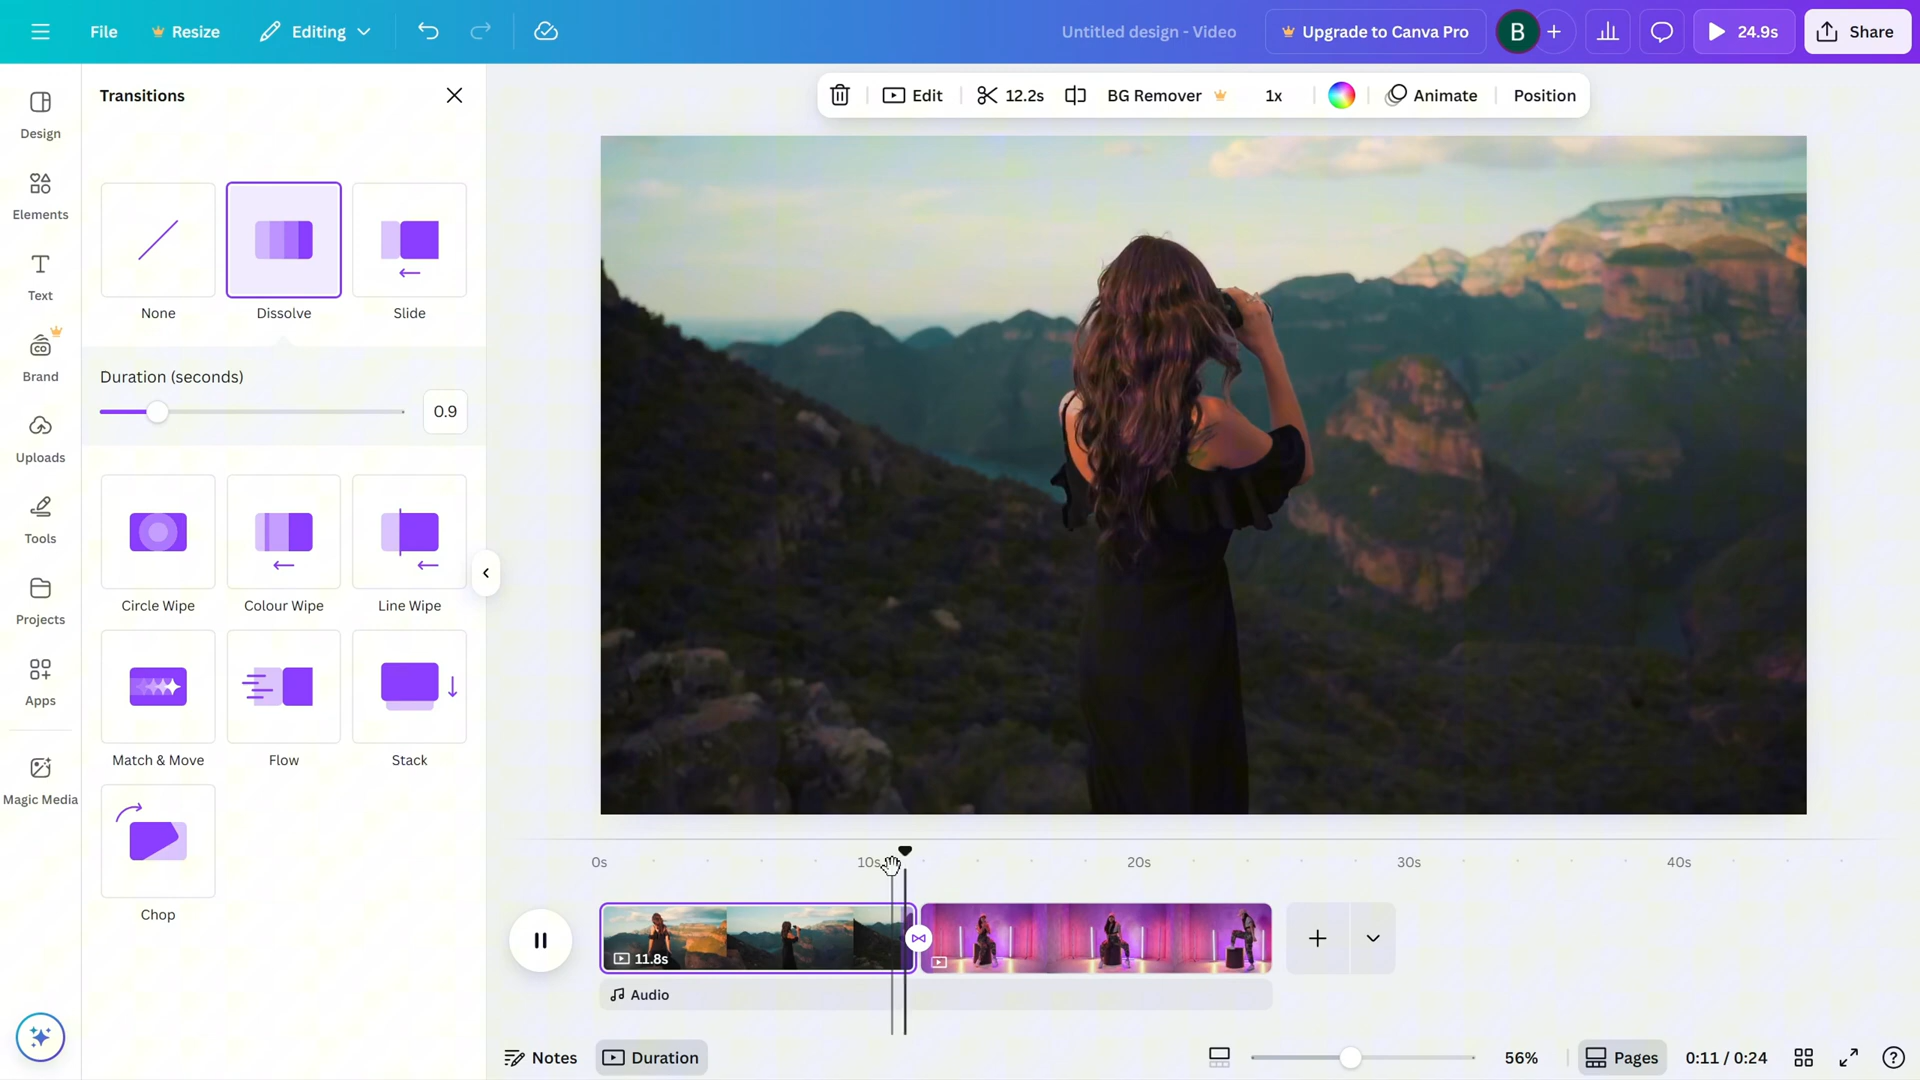 File
Resize
Editing
Untitled design - Video
Upgrade to Canva Pro
B
24.9s
Share
Design
Elements
Text
Brand
Uploads
Tools
Projects
Apps
Magic Media
Transitions
None
Dissolve
Slide
Duration (seconds)
0.9
Circle Wipe
Colour Wipe
Line Wipe
Match & Move
Flow
Stack
Chop
Edit
12.2s
BG Remover
1x
Animate
Position
0s
10s
20s
30s
40s
11.8s
Audio
Notes
Duration
56%
Pages
0:11 / 0:24